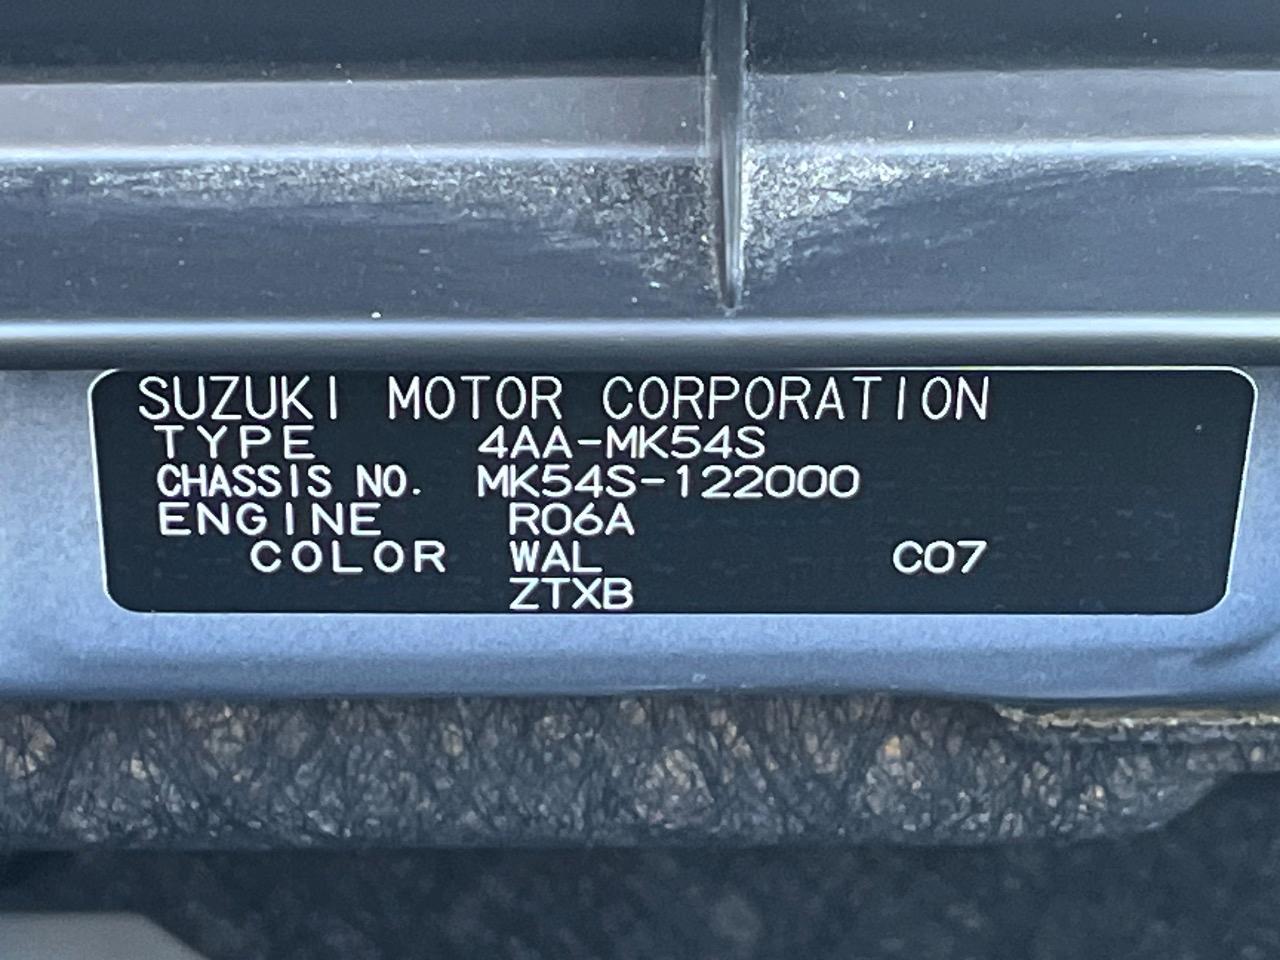 SUZUKI MOTOR CORPORATION
TYPE 4AA-MK54S
CHASSIS NO. MK54S-122000
ENGINE R06A
COLOR WAL C07
ZTXB